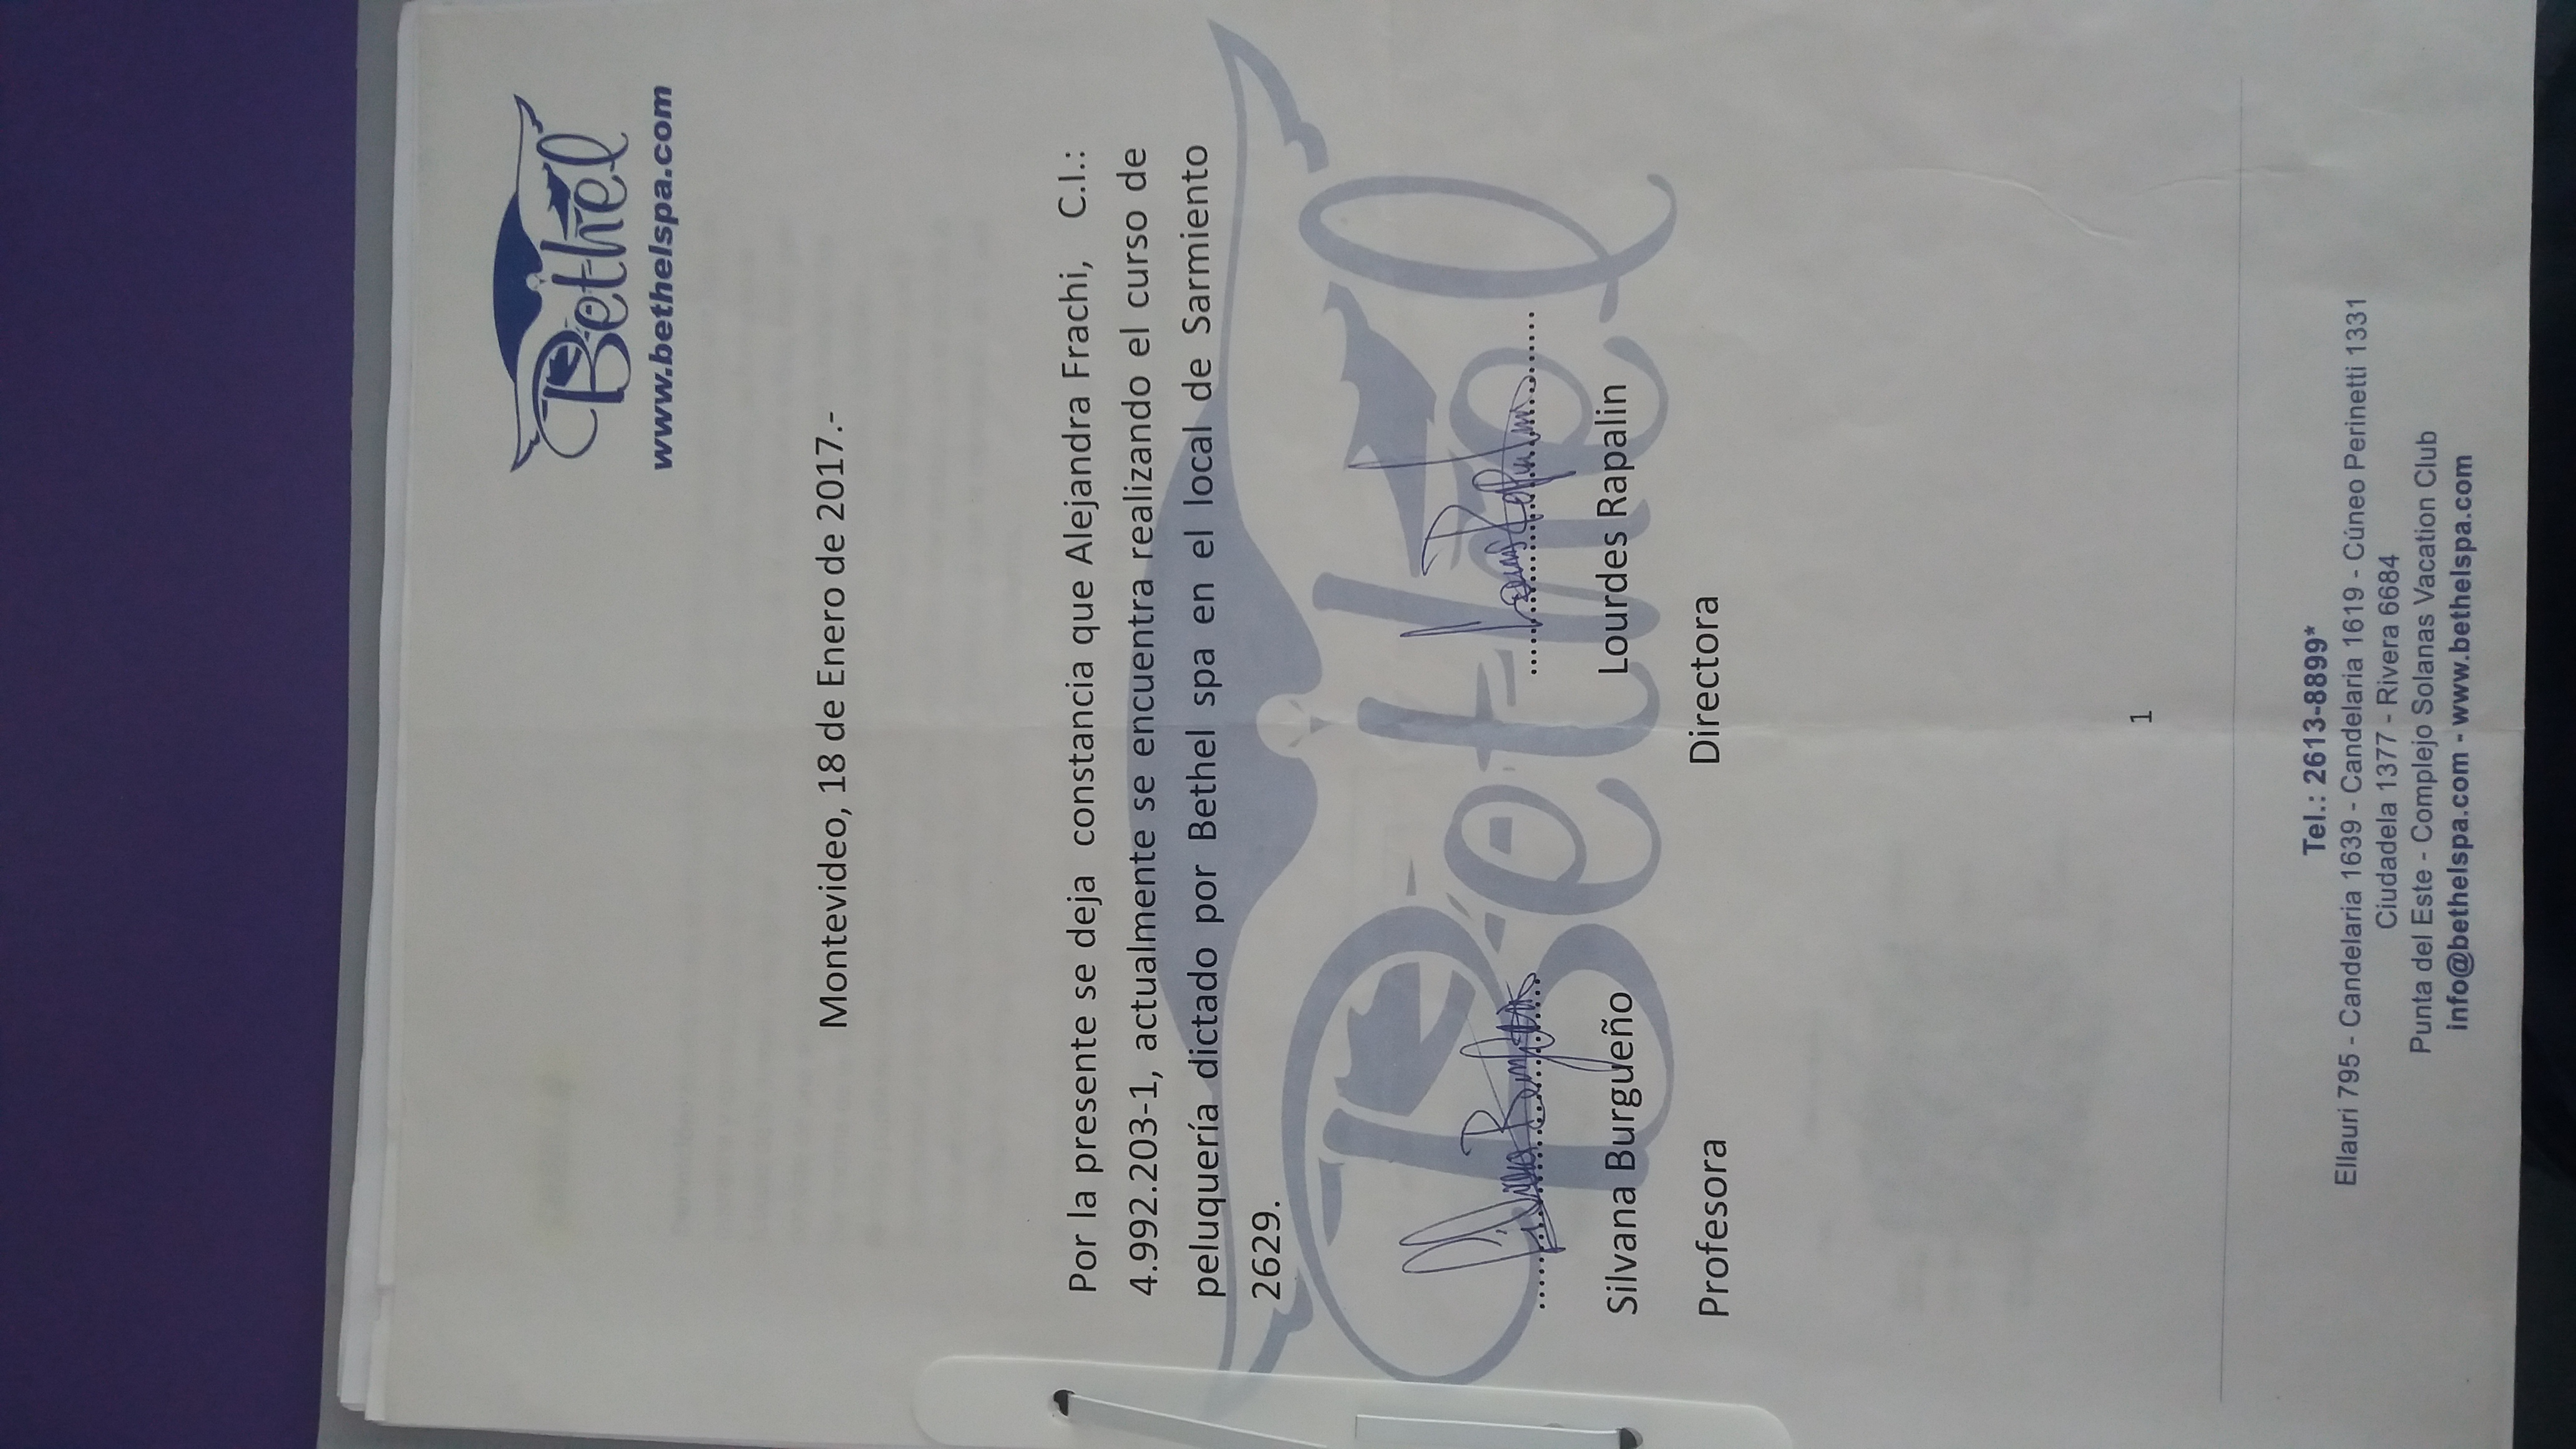 Bethel
www.bethelspa.com
Montevideo, 18 de Enero de 2017.-
Por la presente se deja constancia que Alejandra Frachi, C.I.:
4.992.203-1, actualmente se encuentra realizando el curso de
peluquería dictado por Bethel spa en el local de Sarmiento
2629.
Bethel
Silvana Burgueño
Lourdes Rapalin
Profesora
Directora
1
Tel.: 2613-8899*
Ellauri 795 - Candelaria 1639 - Candelaria 1619 - Cúneo Perinetti 1331
Ciudadela 1377 - Rivera 6684
Punta del Este - Complejo Solanas Vacation Club
info@bethelspa.com - www.bethelspa.com